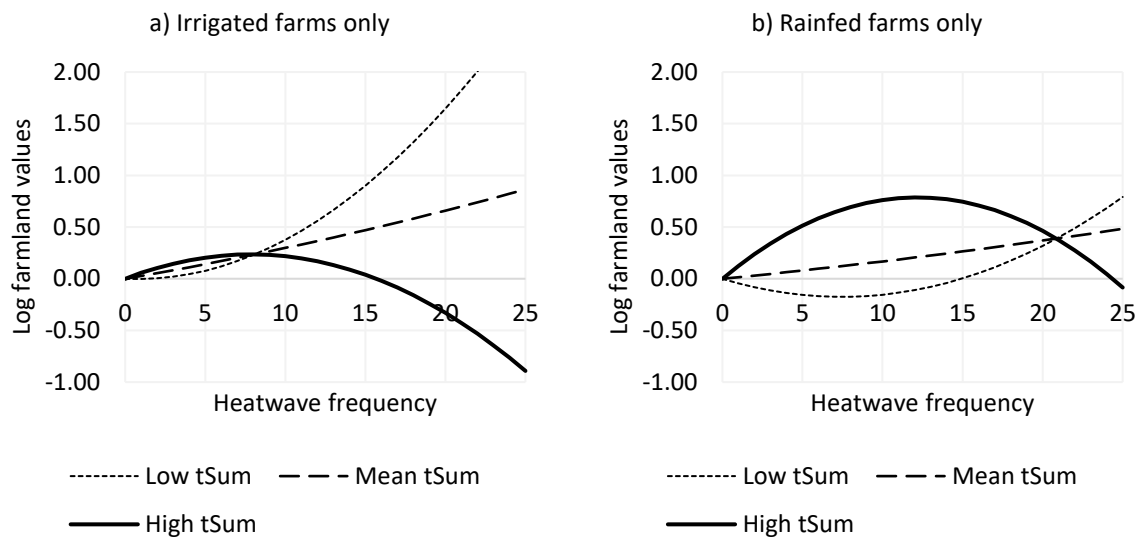 a) Irrigated farms only
2.00
1.50
1.00
0.50
0.00
-0.50
-1.00
0 5 10 15 20 25
Log farmland values
Heatwave frequency
Low tSum Mean tSum
High tSum
b) Rainfed farms only
2.00
1.50
1.00
0.50
0.00
-0.50
-1.00
0 5 10 15 20 25
Log farmland values
Heatwave frequency
Low tSum Mean tSum
High tSum